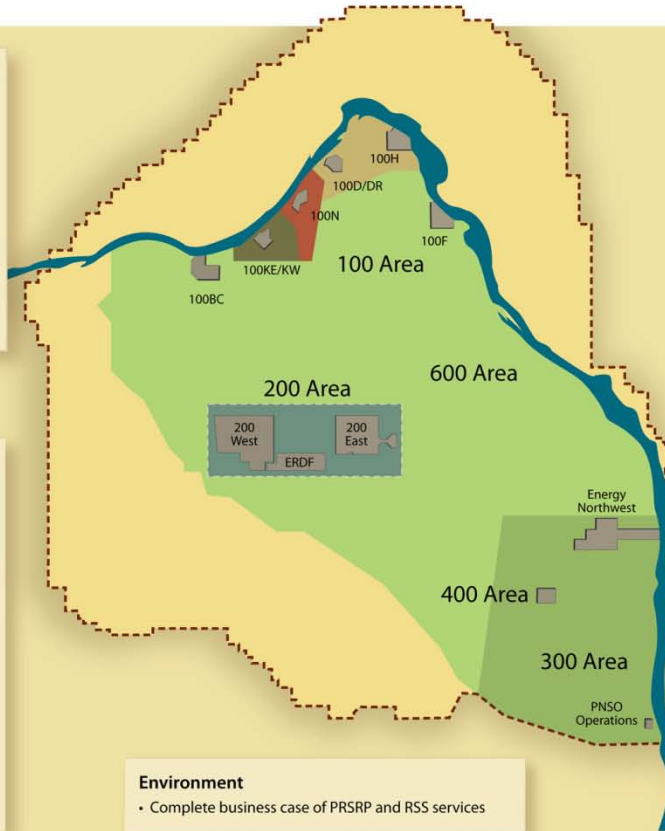 100H
100D/DR
100N
100F
100 Area
100KE/KW
100BC
600 Area
200 Area
200
West
200
East
ERDF
Energy
Northwest
400 Area
300 Area
PNSO
Operations
Environment
• Complete business case of PRSRP and RSS services